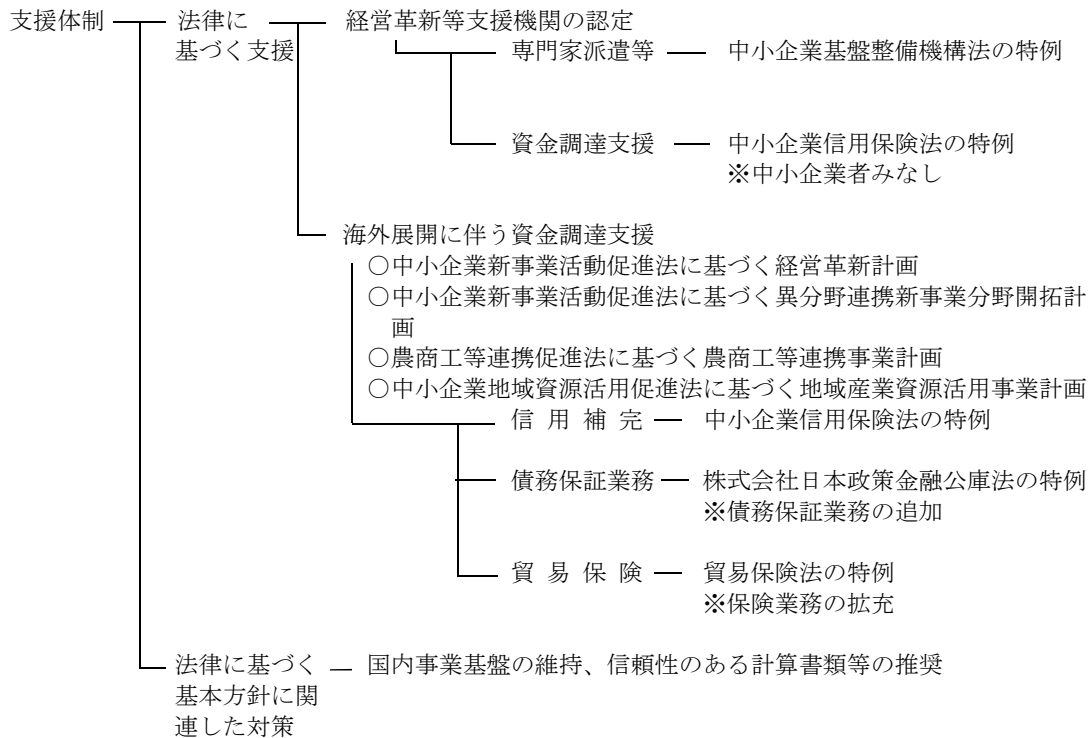 支援体制 法律に 経営革新等支援機関の認定
基づく支援 専門家派遣等 中小企業基盤整備機構法の特例
資金調達支援 中小企業信用保険法の特例
※中小企業者みなし
海外展開に伴う資金調達支援
○中小企業新事業活動促進法に基づく経営革新計画
○中小企業新事業活動促進法に基づく異分野連携新事業分野開拓計
画
○農商工等連携促進法に基づく農商工等連携事業計画
○中小企業地域資源活用促進法に基づく地域産業資源活用事業計画
信用補完 中小企業信用保険法の特例
債務保証業務 株式会社日本政策金融公庫法の特例
※債務保証業務の追加
貿易保険 貿易保険法の特例
※保険業務の拡充
法律に基づく 国内事業基盤の維持、信頼性のある計算書類等の推奨
基本方針に関
連した対策